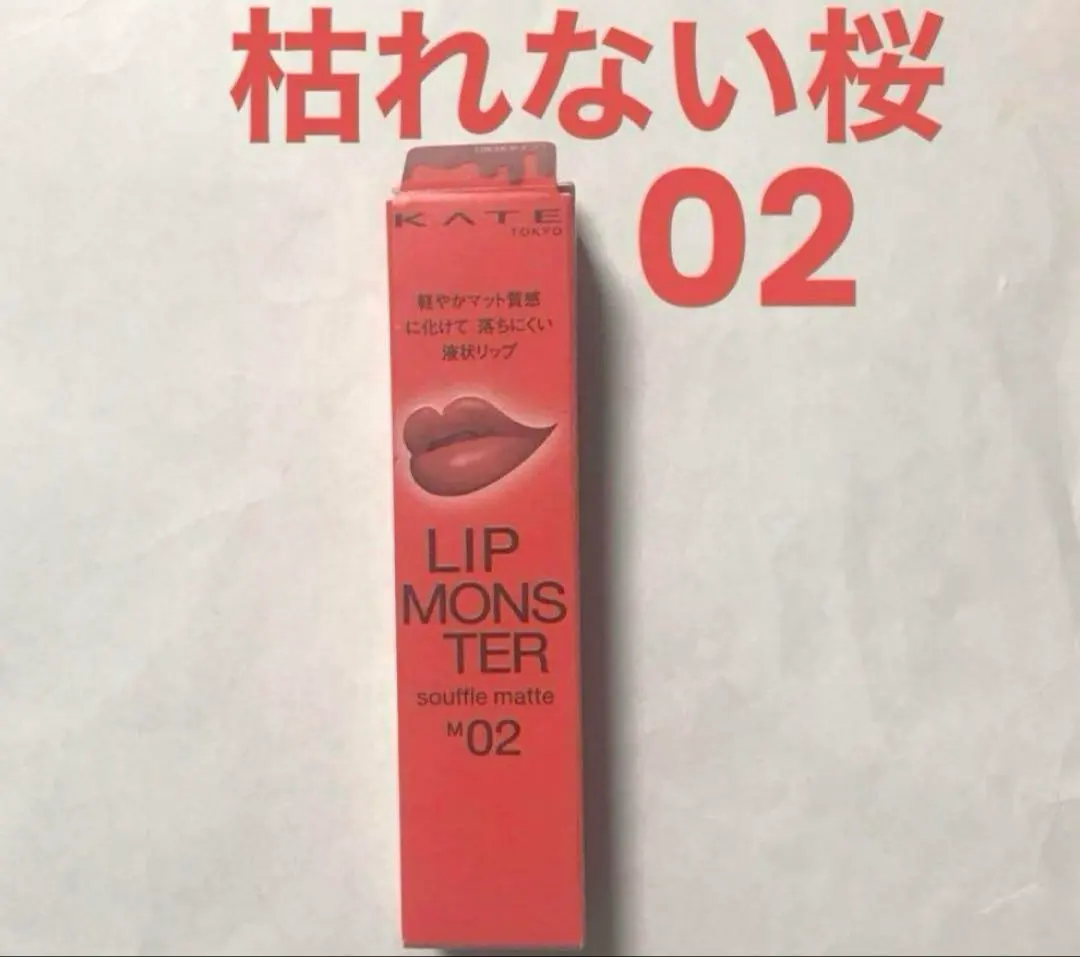 枯れない桜
02
KATE
TOKYO
軽やかマット質感
に化けて 落ちにくい
液状リップ
LIP
MONS
TER
souffle matte
M02